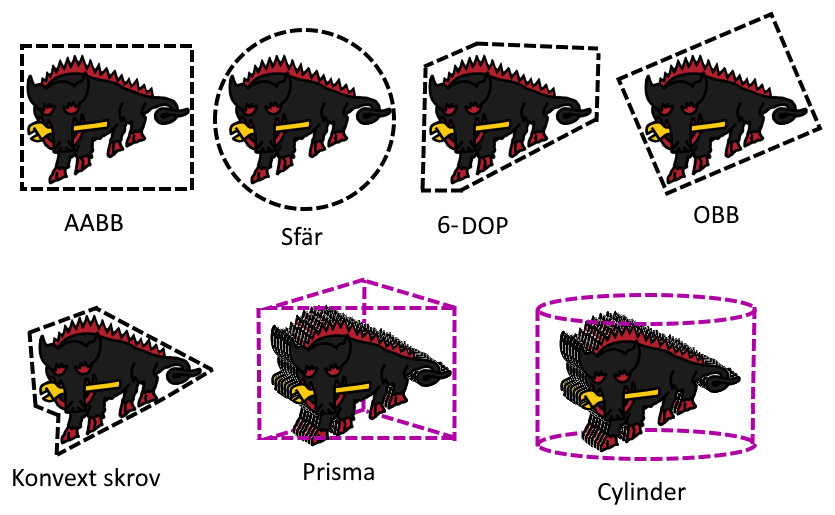 AABB
Sfär
6-DOP
OBB
Konvext skrov
Prisma
Cylinder